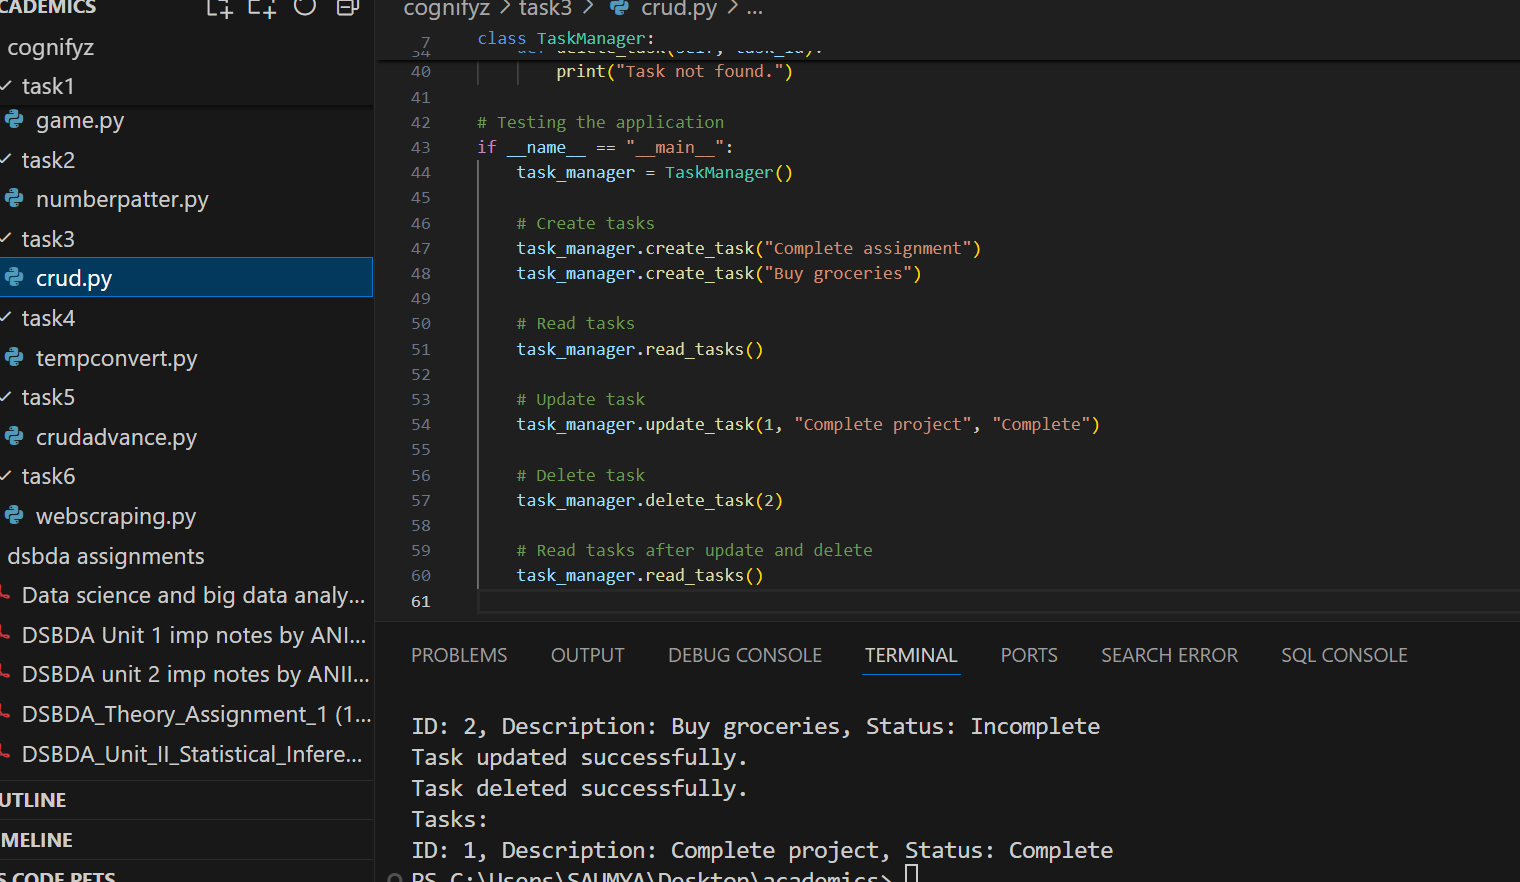 CADEMICS
cognifyz
task1
game.py
task2
numberpatter.py
task3
crud.py
task4
tempconvert.py
task5
crudadvance.py
task6
webscraping.py
dsbda assignments
Data science and big data analy...
DSBDA Unit 1 imp notes by ANI...
DSBDA unit 2 imp notes by ANII...
DSBDA_Theory_Assignment_1 (1...
DSBDA_Unit_II_Statistical_Infere...
UTLINE
MELINE
S CODE PETS
cognifyz > task3 > crud.py > ...
7 class TaskManager:
34 def delete_task(self, task_id):
40 print("Task not found.")
41
42 # Testing the application
43 if __name__ == "__main__":
44 task_manager = TaskManager()
45
46 # Create tasks
47 task_manager.create_task("Complete assignment")
48 task_manager.create_task("Buy groceries")
49
50 # Read tasks
51 task_manager.read_tasks()
52
53 # Update task
54 task_manager.update_task(1, "Complete project", "Complete")
55
56 # Delete task
57 task_manager.delete_task(2)
58
59 # Read tasks after update and delete
60 task_manager.read_tasks()
61
PROBLEMS OUTPUT DEBUG CONSOLE TERMINAL PORTS SEARCH ERROR SQL CONSOLE
ID: 2, Description: Buy groceries, Status: Incomplete
Task updated successfully.
Task deleted successfully.
Tasks:
ID: 1, Description: Complete project, Status: Complete
PS C:\Users\SAUMYA\Desktop\academics>